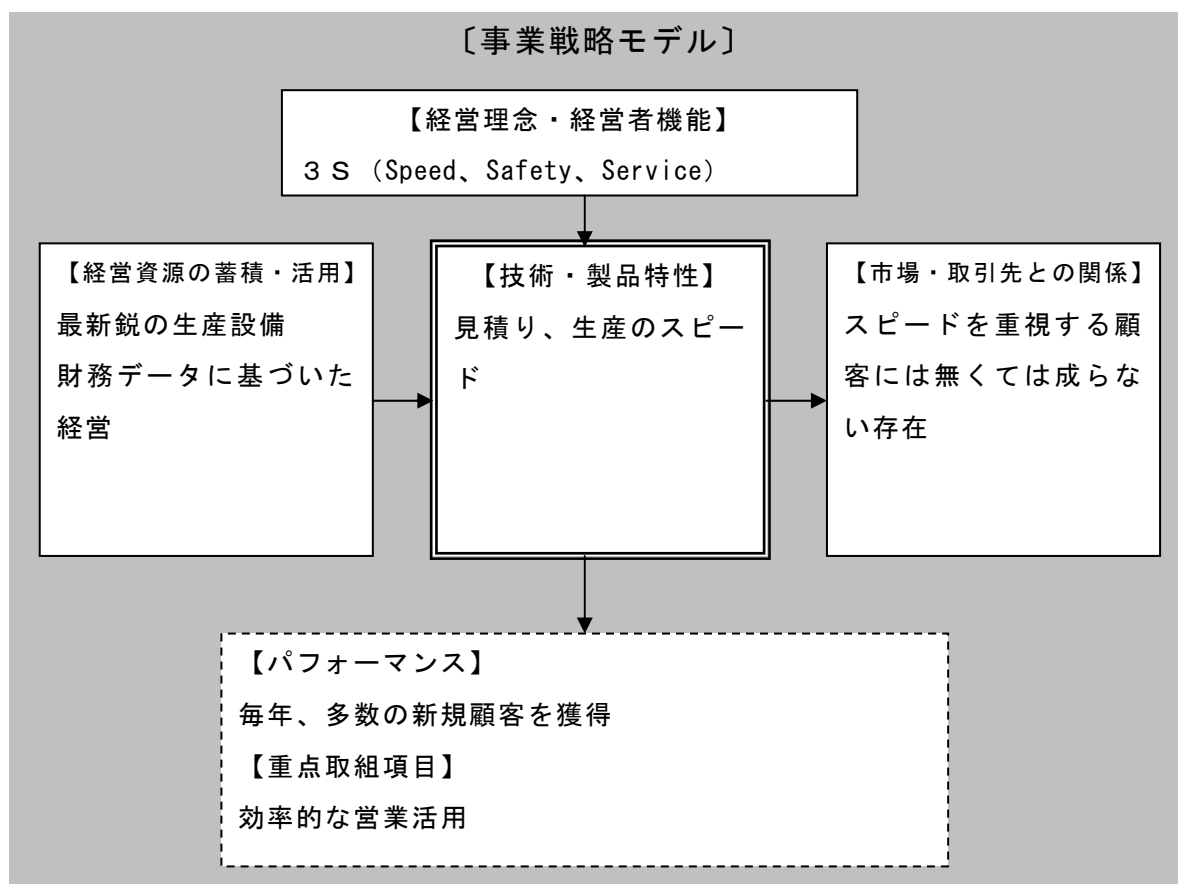 〔事業戦略モデル〕
【経営理念・経営者機能】
３Ｓ（Speed、Safety、Service）
【経営資源の蓄積・活用】
最新鋭の生産設備
財務データに基づいた
経営
【技術・製品特性】
見積り、生産のスピー
ド
【市場・取引先との関係】
スピードを重視する顧
客には無くては成らな
い存在
【パフォーマンス】
毎年、多数の新規顧客を獲得
【重点取組項目】
効率的な営業活用